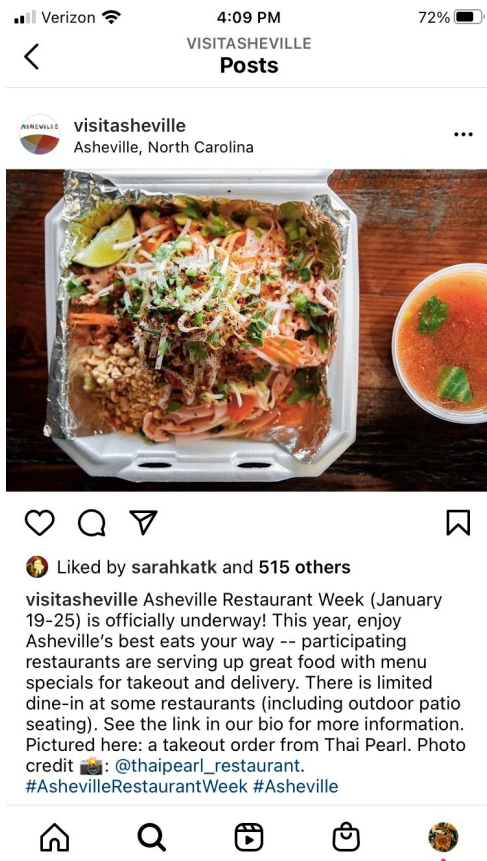 Verizon 4:09 PM 72%
VISITASHEVILLE
Posts
ASHEVILLE
visitasheville
Asheville, North Carolina
Liked by sarahkatk and 515 others
visitasheville Asheville Restaurant Week (January
19-25) is officially underway! This year, enjoy
Asheville’s best eats your way -- participating
restaurants are serving up great food with menu
specials for takeout and delivery. There is limited
dine-in at some restaurants (including outdoor patio
seating). See the link in our bio for more information.
Pictured here: a takeout order from Thai Pearl. Photo
credit 📸: @thaipearl_restaurant.
#AshevilleRestaurantWeek #Asheville